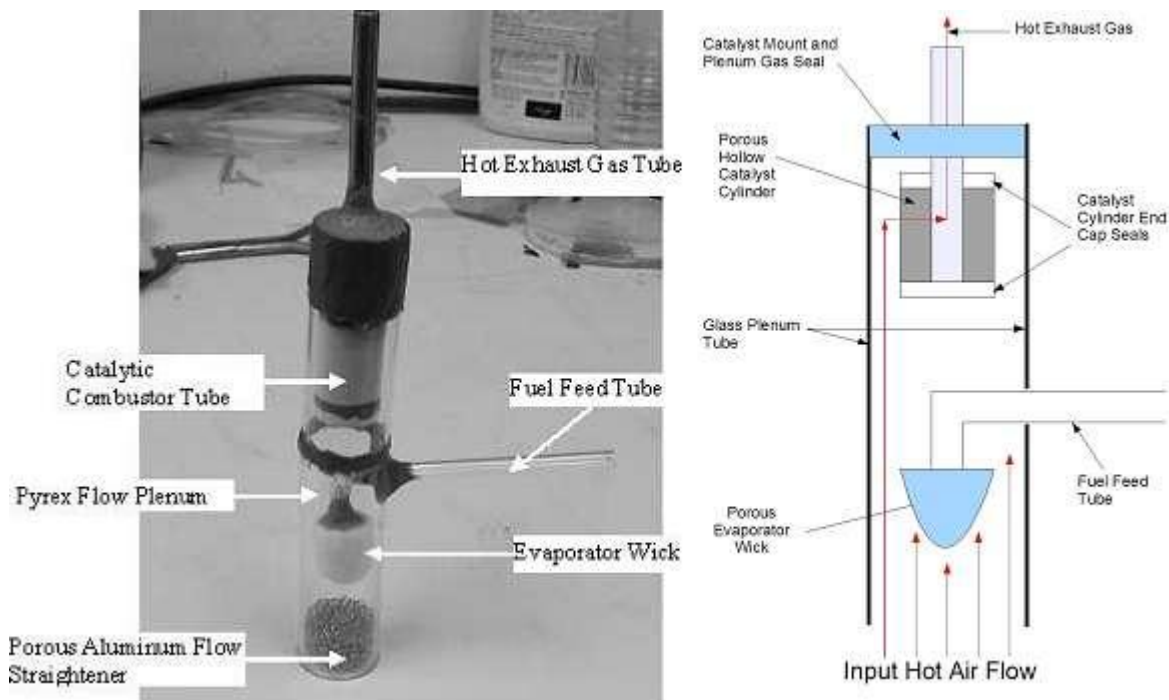 Hot Exhaust Gas Tube
Catalytic
Combustor Tube
Fuel Feed Tube
Pyrex Flow Plenum
Evaporator Wick
Porous Aluminum Flow
Straightener
Hot Exhaust Gas
Catalyst Mount and
Plenum Gas Seal
Porous
Hollow
Catalyst
Cylinder
Catalyst
Cylinder End
Cap Seals
Glass Plenum
Tube
Fuel Feed
Tube
Porous
Evaporator
Wick
Input Hot Air Flow